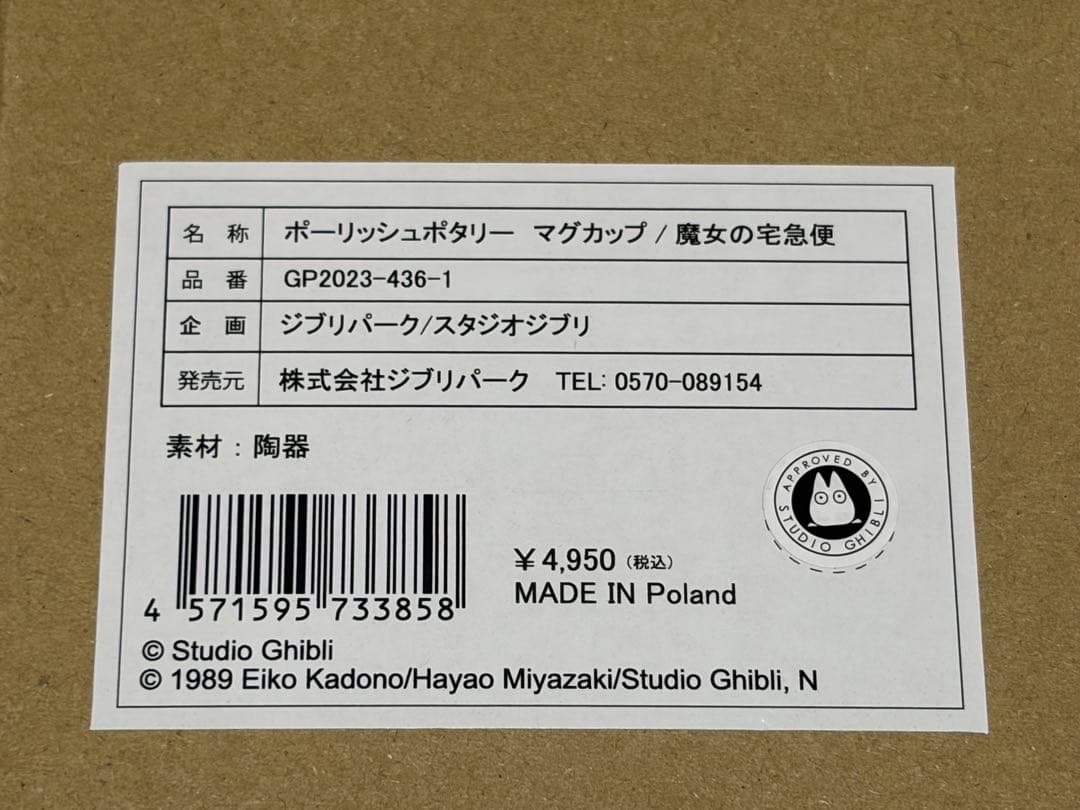 名 称 ポーリッシュポタリー マグカップ / 魔女の宅急便
品 番 GP2023-436-1
企 画 ジブリパーク/スタジオジブリ
発売元 株式会社ジブリパーク TEL: 0570-089154
素材 : 陶器
APPROVED BY STUDIO GHIBLI
¥4,950 (税込)
MADE IN Poland
4 571595 733858
© Studio Ghibli
© 1989 Eiko Kadono/Hayao Miyazaki/Studio Ghibli, N